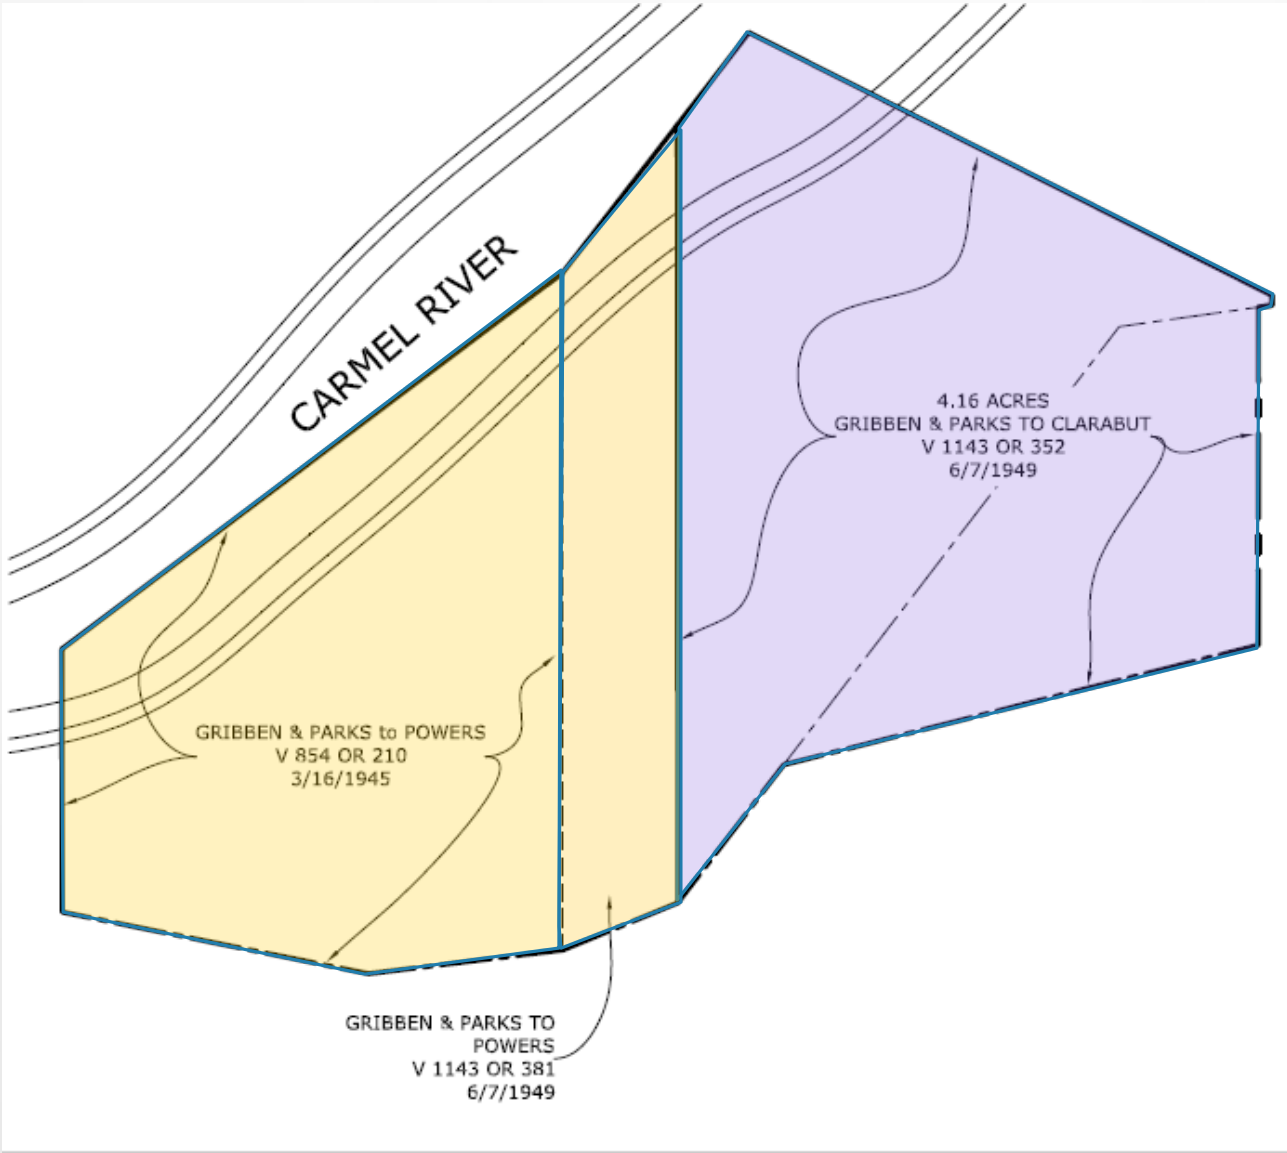 CARMEL RIVER
4.16 ACRES
GRIBBEN & PARKS TO CLARABUT
V 1143 OR 352
6/7/1949
GRIBBEN & PARKS to POWERS
V 854 OR 210
3/16/1945
GRIBBEN & PARKS TO
POWERS
V 1143 OR 381
6/7/1949